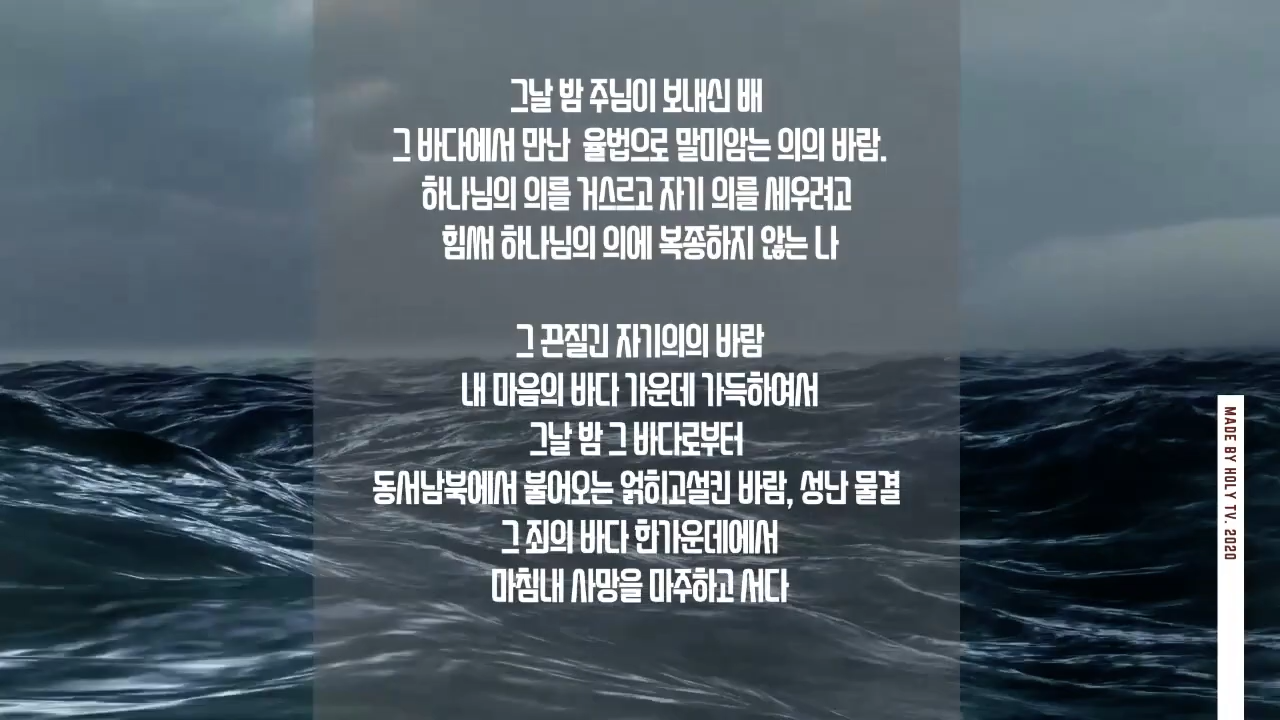 그날 밤 주님이 보내신 배
그 바다에서 만난 율법으로 말미암는 의의 바람.
하나님의 의를 거스르고 자기 의를 세우려고
힘써 하나님의 의에 복종하지 않는 나
그 끈질긴 자기의의 바람
내 마음의 바다 가운데 가득하여서
그날 밤 그 바다로부터
동서남북에서 불어오는 얽히고설킨 바람, 성난 물결
그 죄의 바다 한가운데에서
마침내 사망을 마주하고 서다
MADE BY HOLY TV. 2020